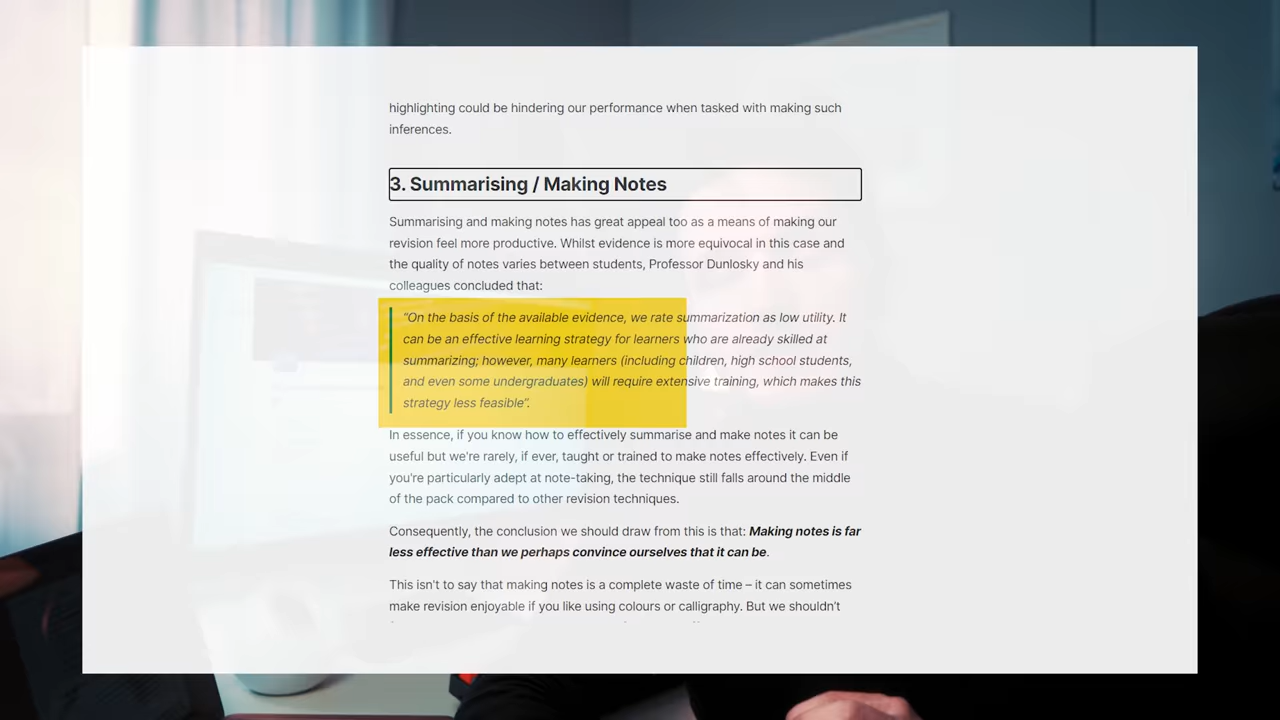 highlighting could be hindering our performance when tasked with making such
inferences.
3. Summarising / Making Notes
Summarising and making notes has great appeal too as a means of making our
revision feel more productive. Whilst evidence is more equivocal in this case and
the quality of notes varies between students, Professor Dunlosky and his
colleagues concluded that:
“On the basis of the available evidence, we rate summarization as low utility. It
can be an effective learning strategy for learners who are already skilled at
summarizing; however, many learners (including children, high school students,
and even some undergraduates) will require extensive training, which makes this
strategy less feasible”.
In essence, if you know how to effectively summarise and make notes it can be
useful but we're rarely, if ever, taught or trained to make notes effectively. Even if
you're particularly adept at note-taking, the technique still falls around the middle
of the pack compared to other revision techniques.
Consequently, the conclusion we should draw from this is that: Making notes is far
less effective than we perhaps convince ourselves that it can be.
This isn't to say that making notes is a complete waste of time – it can sometimes
make revision enjoyable if you like using colours or calligraphy. But we shouldn't